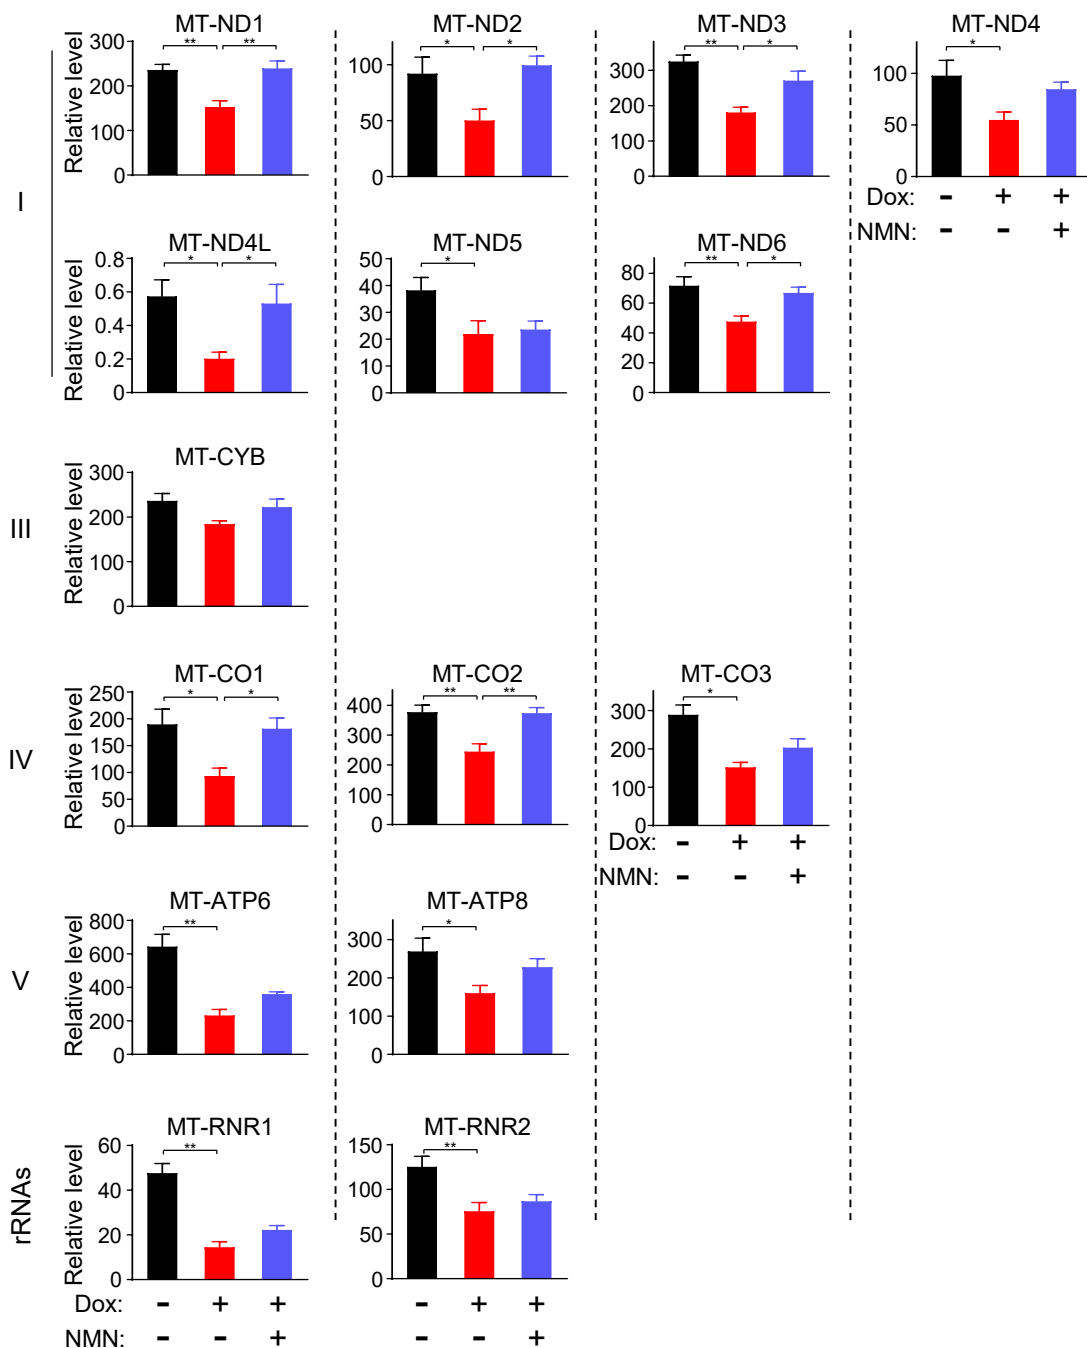 MT-ND1
MT-ND2
MT-ND3
MT-ND4
I
Relative level
300
200
100
0
** **
100
50
0
* *
300
200
100
0
** *
100
50
0
*
Dox: - + +
NMN: - - +
MT-ND4L
MT-ND5
MT-ND6
Relative level
0.8
0.6
0.4
0.2
0
* *
50
40
30
20
10
0
*
80
60
40
20
0
** *
MT-CYB
III
Relative level
300
200
100
0
MT-CO1
MT-CO2
MT-CO3
IV
Relative level
250
200
150
100
50
0
* *
400
300
200
100
0
** **
300
200
100
0
*
Dox: - + +
NMN: - - +
MT-ATP6
MT-ATP8
V
Relative level
800
600
400
200
0
**
300
200
100
0
*
MT-RNR1
MT-RNR2
rRNAs
Relative level
60
40
20
0
**
150
100
50
0
**
Dox: - + + - + +
NMN: - - + - - +